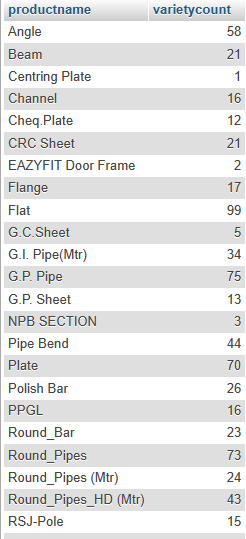 productname varietycount
Angle 58
Beam 21
Centring Plate 1
Channel 16
Cheq.Plate 12
CRC Sheet 21
EAZYFIT Door Frame 2
Flange 17
Flat 99
G.C.Sheet 5
G.I. Pipe(Mtr) 34
G.P. Pipe 75
G.P. Sheet 13
NPB SECTION 3
Pipe Bend 44
Plate 70
Polish Bar 26
PPGL 16
Round_Bar 23
Round_Pipes 73
Round_Pipes (Mtr) 24
Round_Pipes_HD (Mtr) 43
RSJ-Pole 15